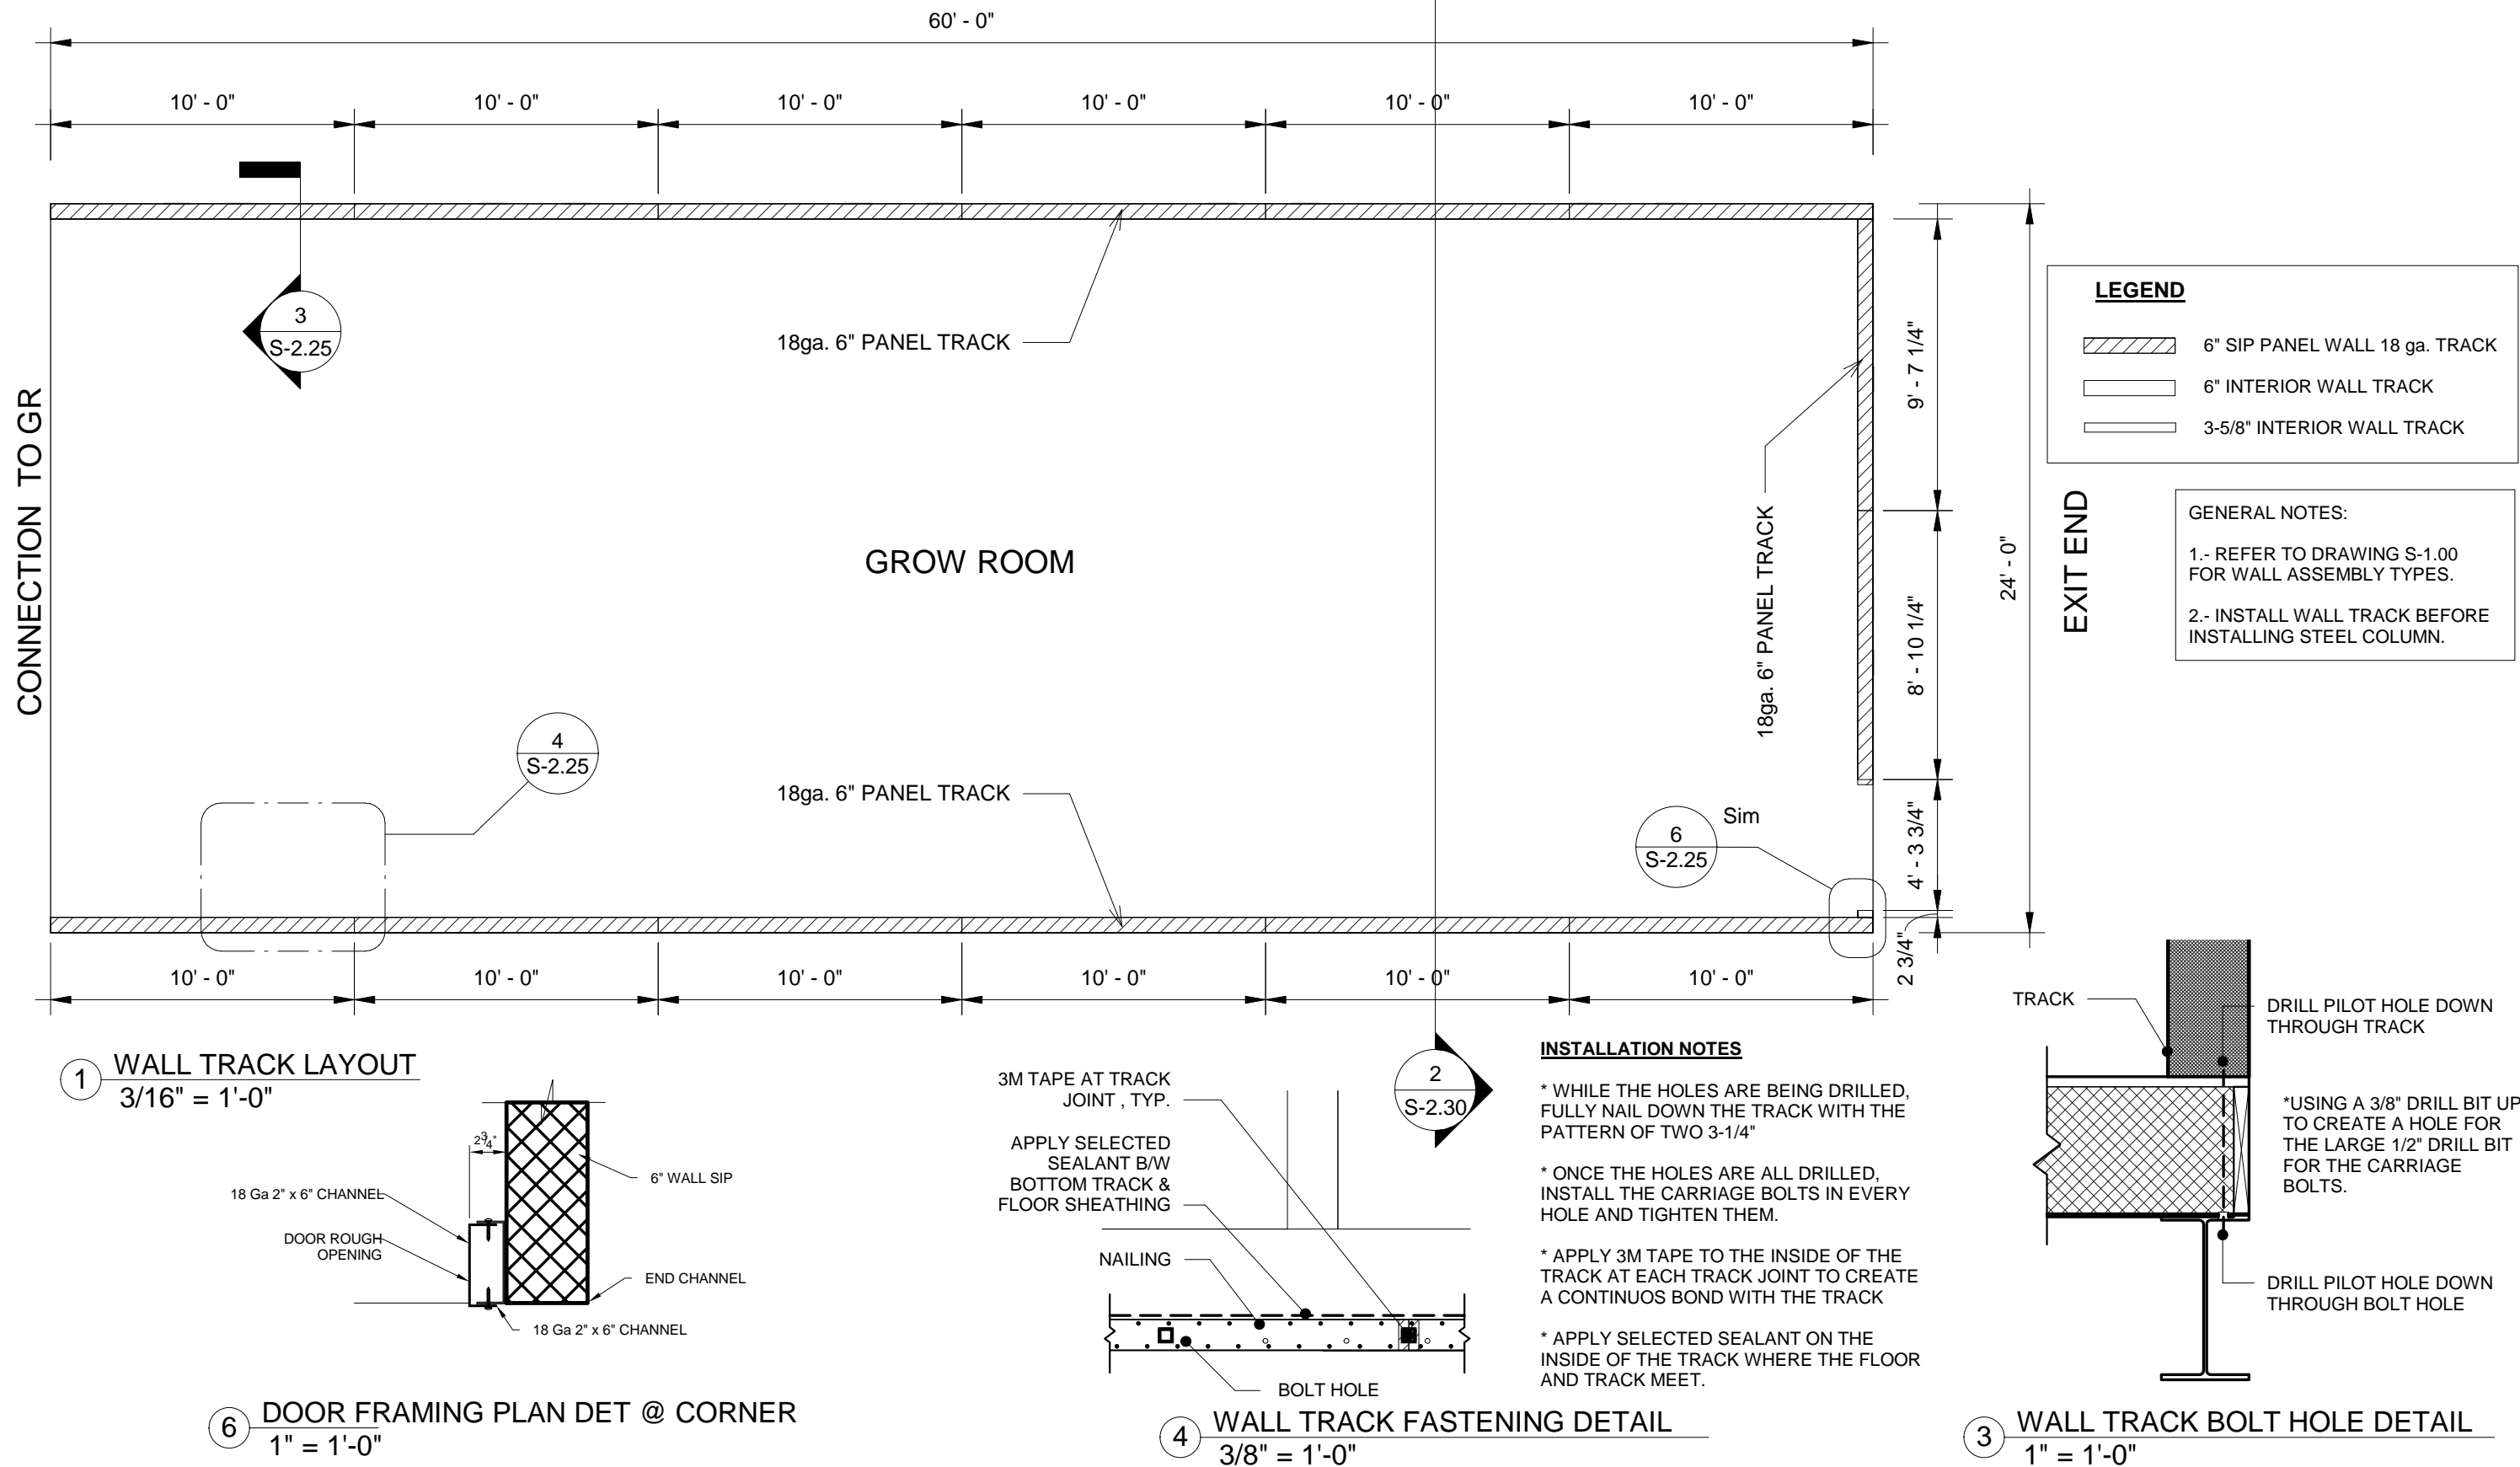 60' - 0"
10' - 0"
10' - 0"
10' - 0"
10' - 0"
10' - 0"
10' - 0"
3
S-2.25
18ga. 6" PANEL TRACK
CONNECTION TO GR
GROW ROOM
18ga. 6" PANEL TRACK
9' - 7 1/4"
8' - 10 1/4"
4' - 3 3/4"
2 3/4"
24' - 0"
EXIT END
LEGEND
6" SIP PANEL WALL 18 ga. TRACK
6" INTERIOR WALL TRACK
3-5/8" INTERIOR WALL TRACK
GENERAL NOTES:
1.- REFER TO DRAWING S-1.00
FOR WALL ASSEMBLY TYPES.
2.- INSTALL WALL TRACK BEFORE
INSTALLING STEEL COLUMN.
4
S-2.25
18ga. 6" PANEL TRACK
6
S-2.25
Sim
10' - 0"
10' - 0"
10' - 0"
10' - 0"
10' - 0"
10' - 0"
1
WALL TRACK LAYOUT
3/16" = 1'-0"
2
S-2.30
2 3/4"
6" WALL SIP
18 Ga 2" x 6" CHANNEL
DOOR ROUGH
OPENING
END CHANNEL
18 Ga 2" x 6" CHANNEL
6
DOOR FRAMING PLAN DET @ CORNER
1" = 1'-0"
3M TAPE AT TRACK
JOINT , TYP.
APPLY SELECTED
SEALANT B/W
BOTTOM TRACK &
FLOOR SHEATHING
NAILING
BOLT HOLE
4
WALL TRACK FASTENING DETAIL
3/8" = 1'-0"
INSTALLATION NOTES
* WHILE THE HOLES ARE BEING DRILLED,
FULLY NAIL DOWN THE TRACK WITH THE
PATTERN OF TWO 3-1/4"
* ONCE THE HOLES ARE ALL DRILLED,
INSTALL THE CARRIAGE BOLTS IN EVERY
HOLE AND TIGHTEN THEM.
* APPLY 3M TAPE TO THE INSIDE OF THE
TRACK AT EACH TRACK JOINT TO CREATE
A CONTINUOS BOND WITH THE TRACK
* APPLY SELECTED SEALANT ON THE
INSIDE OF THE TRACK WHERE THE FLOOR
AND TRACK MEET.
TRACK
DRILL PILOT HOLE DOWN
THROUGH TRACK
*USING A 3/8" DRILL BIT UP
TO CREATE A HOLE FOR
THE LARGE 1/2" DRILL BIT
FOR THE CARRIAGE
BOLTS.
DRILL PILOT HOLE DOWN
THROUGH BOLT HOLE
3
WALL TRACK BOLT HOLE DETAIL
1" = 1'-0"
18ga. 6" PANEL TRACK